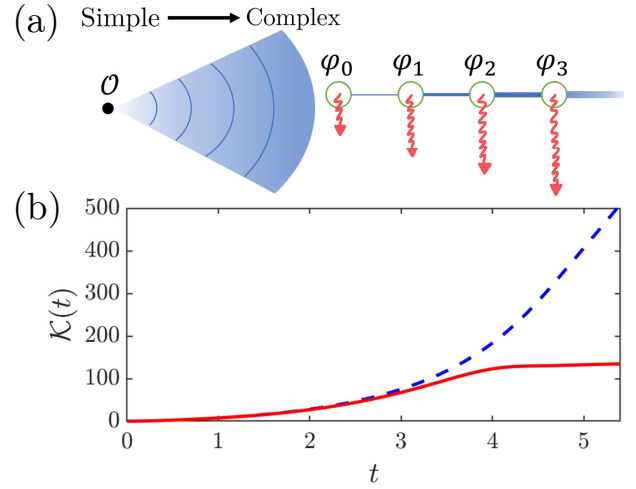 (a) Simple Complex
𝒪 φ₀ φ₁ φ₂ φ₃
(b)
500
400
300
200
100
0
𝒦(t)
0 1 2 3 4 5
t